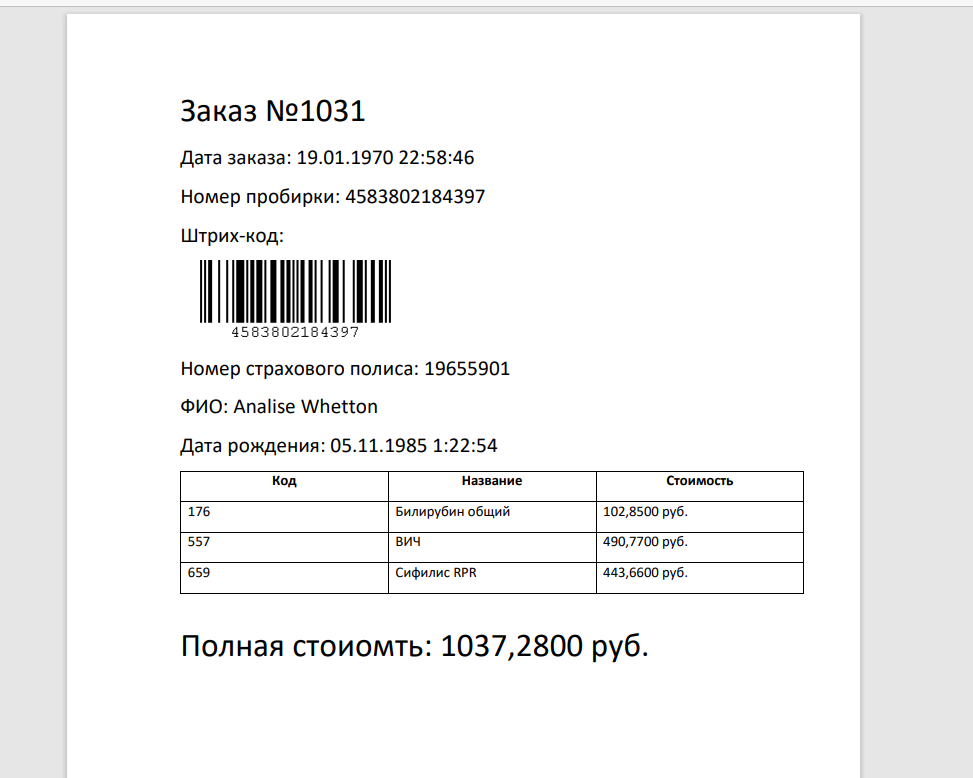 Заказ №1031
Дата заказа: 19.01.1970 22:58:46
Номер пробирки: 4583802184397
Штрих-код:
4583802184397
Номер страхового полиса: 19655901
ФИО: Analise Whetton
Дата рождения: 05.11.1985 1:22:54
Код Название Стоимость
176 Билирубин общий 102,8500 руб.
557 ВИЧ 490,7700 руб.
659 Сифилис RPR 443,6600 руб.
Полная стоиомть: 1037,2800 руб.